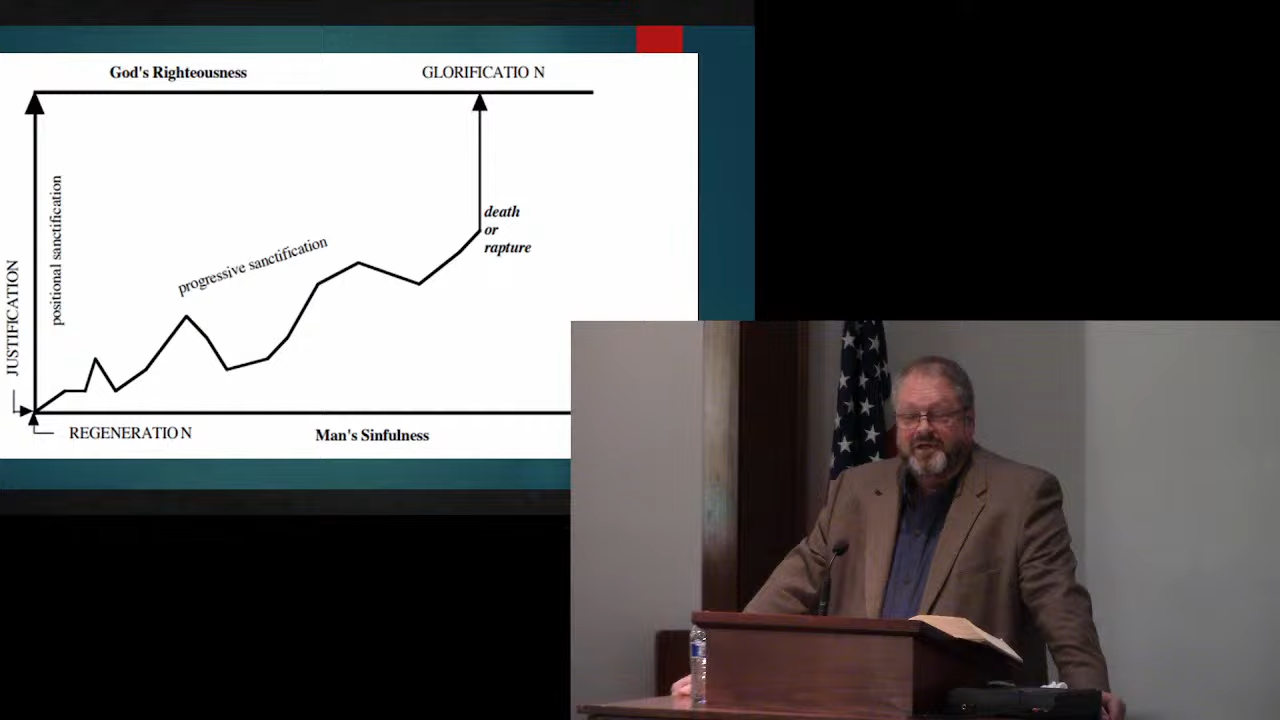 God's Righteousness
GLORIFICATIO N
JUSTIFICATION
positional sanctification
progressive sanctification
death
or
rapture
REGENERATIO N
Man's Sinfulness